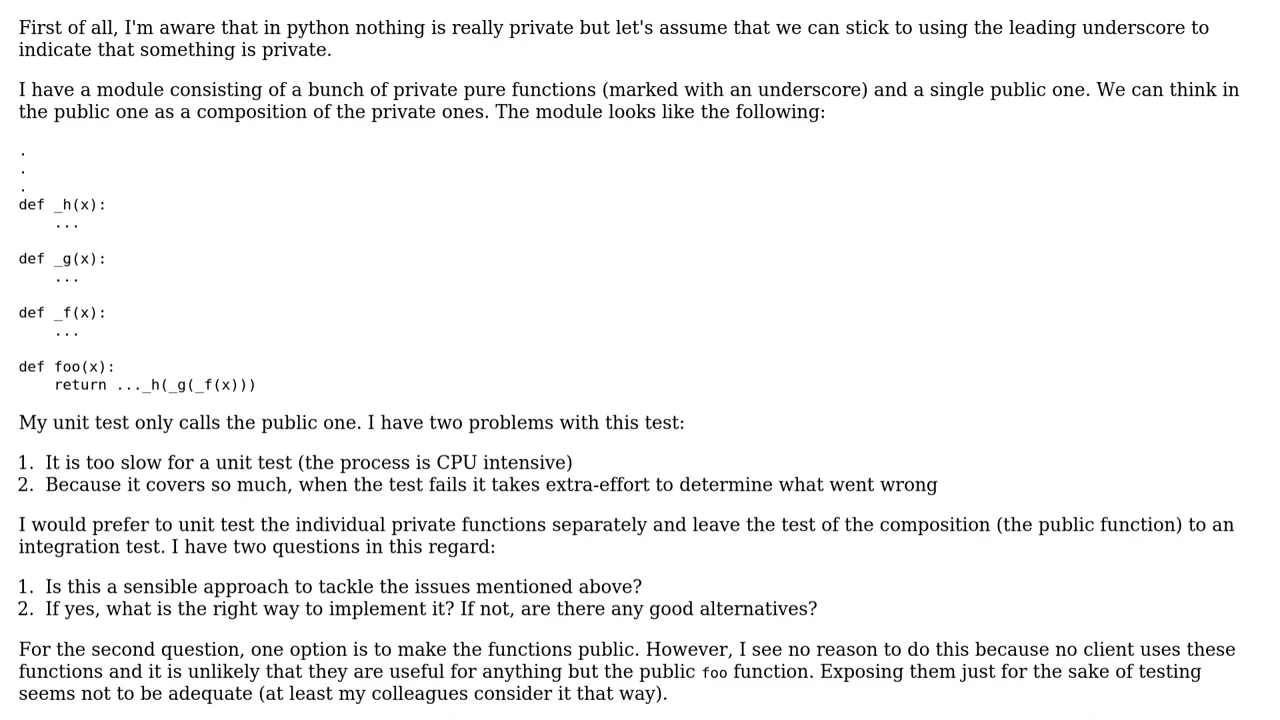 First of all, I'm aware that in python nothing is really private but let's assume that we can stick to using the leading underscore to
indicate that something is private.
I have a module consisting of a bunch of private pure functions (marked with an underscore) and a single public one. We can think in
the public one as a composition of the private ones. The module looks like the following:
.
.
.
def _h(x):
    ...
def _g(x):
    ...
def _f(x):
    ...
def foo(x):
    return ..._h(_g(_f(x)))
My unit test only calls the public one. I have two problems with this test:
1. It is too slow for a unit test (the process is CPU intensive)
2. Because it covers so much, when the test fails it takes extra-effort to determine what went wrong
I would prefer to unit test the individual private functions separately and leave the test of the composition (the public function) to an
integration test. I have two questions in this regard:
1. Is this a sensible approach to tackle the issues mentioned above?
2. If yes, what is the right way to implement it? If not, are there any good alternatives?
For the second question, one option is to make the functions public. However, I see no reason to do this because no client uses these
functions and it is unlikely that they are useful for anything but the public foo function. Exposing them just for the sake of testing
seems not to be adequate (at least my colleagues consider it that way).